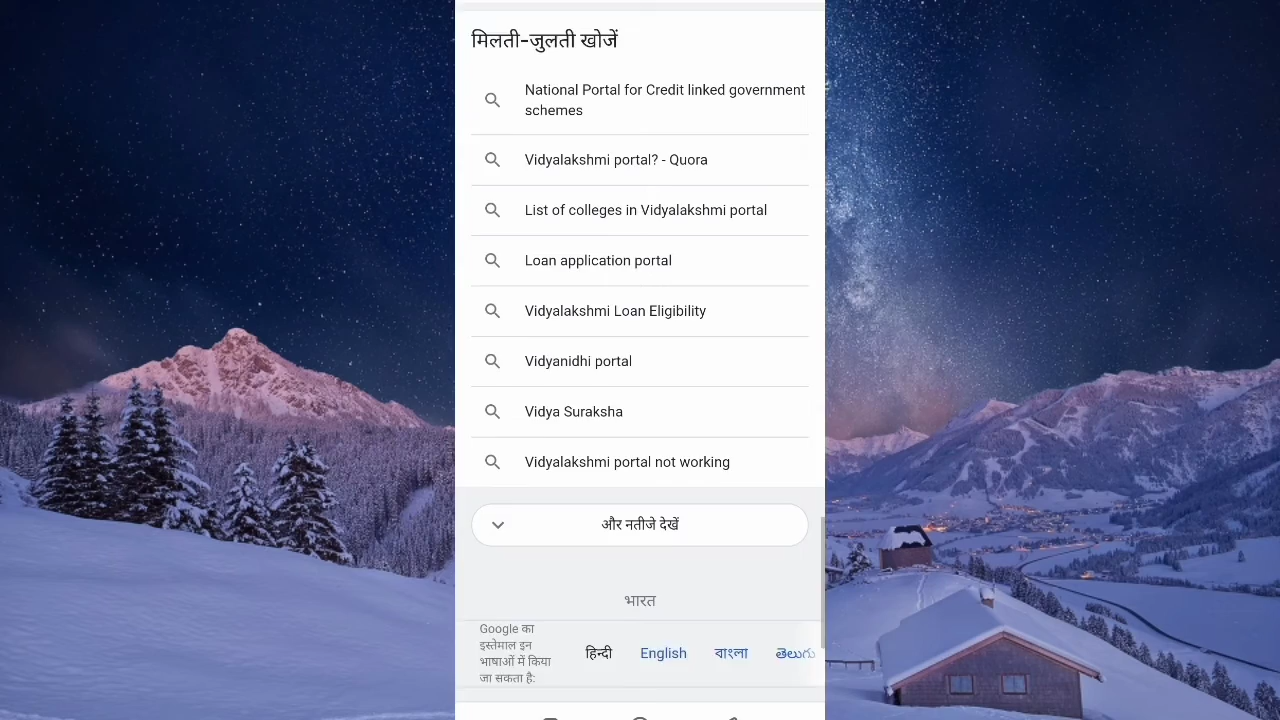 मिलती-जुलती खोजें
National Portal for Credit linked government
schemes
Vidyalakshmi portal? - Quora
List of colleges in Vidyalakshmi portal
Loan application portal
Vidyalakshmi Loan Eligibility
Vidyanidhi portal
Vidya Suraksha
Vidyalakshmi portal not working
और नतीजे देखें
भारत
Google का
इस्तेमाल इन
भाषाओं में किया
जा सकता है:
हिन्दी English বাংলা తెలుగు